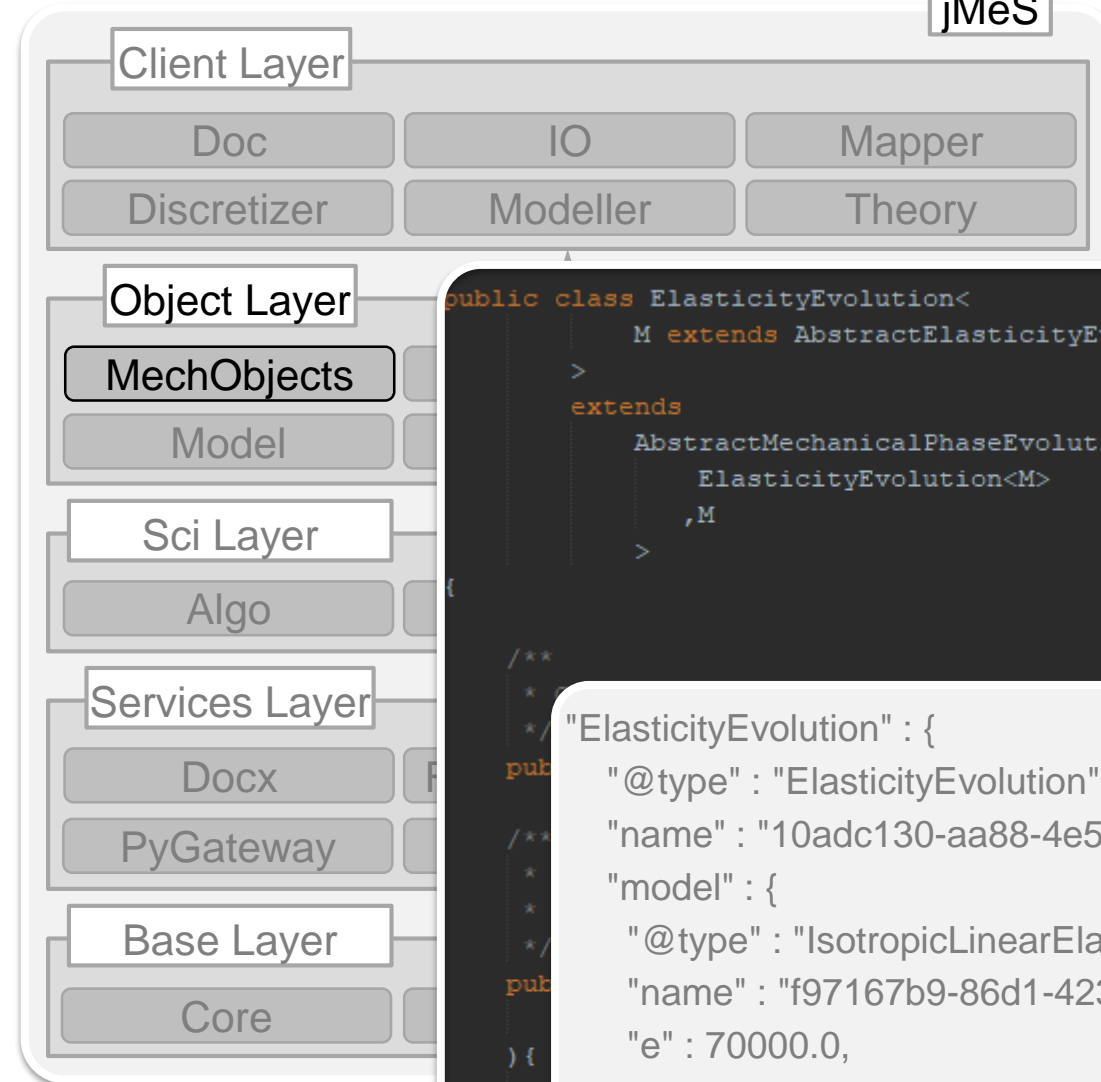 jMeS
Client Layer
Doc IO Mapper
Discretizer Modeller Theory
Object Layer
MechObjects
Model
Sci Layer
Algo
Services Layer
Docx
PyGateway
Base Layer
Core
public class ElasticityEvolution<
M extends AbstractElasticityE
>
extends
AbstractMechanicalPhaseEvolut
ElasticityEvolution<M>
,M
>
{
/**
*
*/
pub
/**
*
*
*/
pub
){
"ElasticityEvolution" : {
"@type" : "ElasticityEvolution"
"name" : "10adc130-aa88-4e5
"model" : {
"@type" : "IsotropicLinearEla
"name" : "f97167b9-86d1-423
"e" : 70000.0,